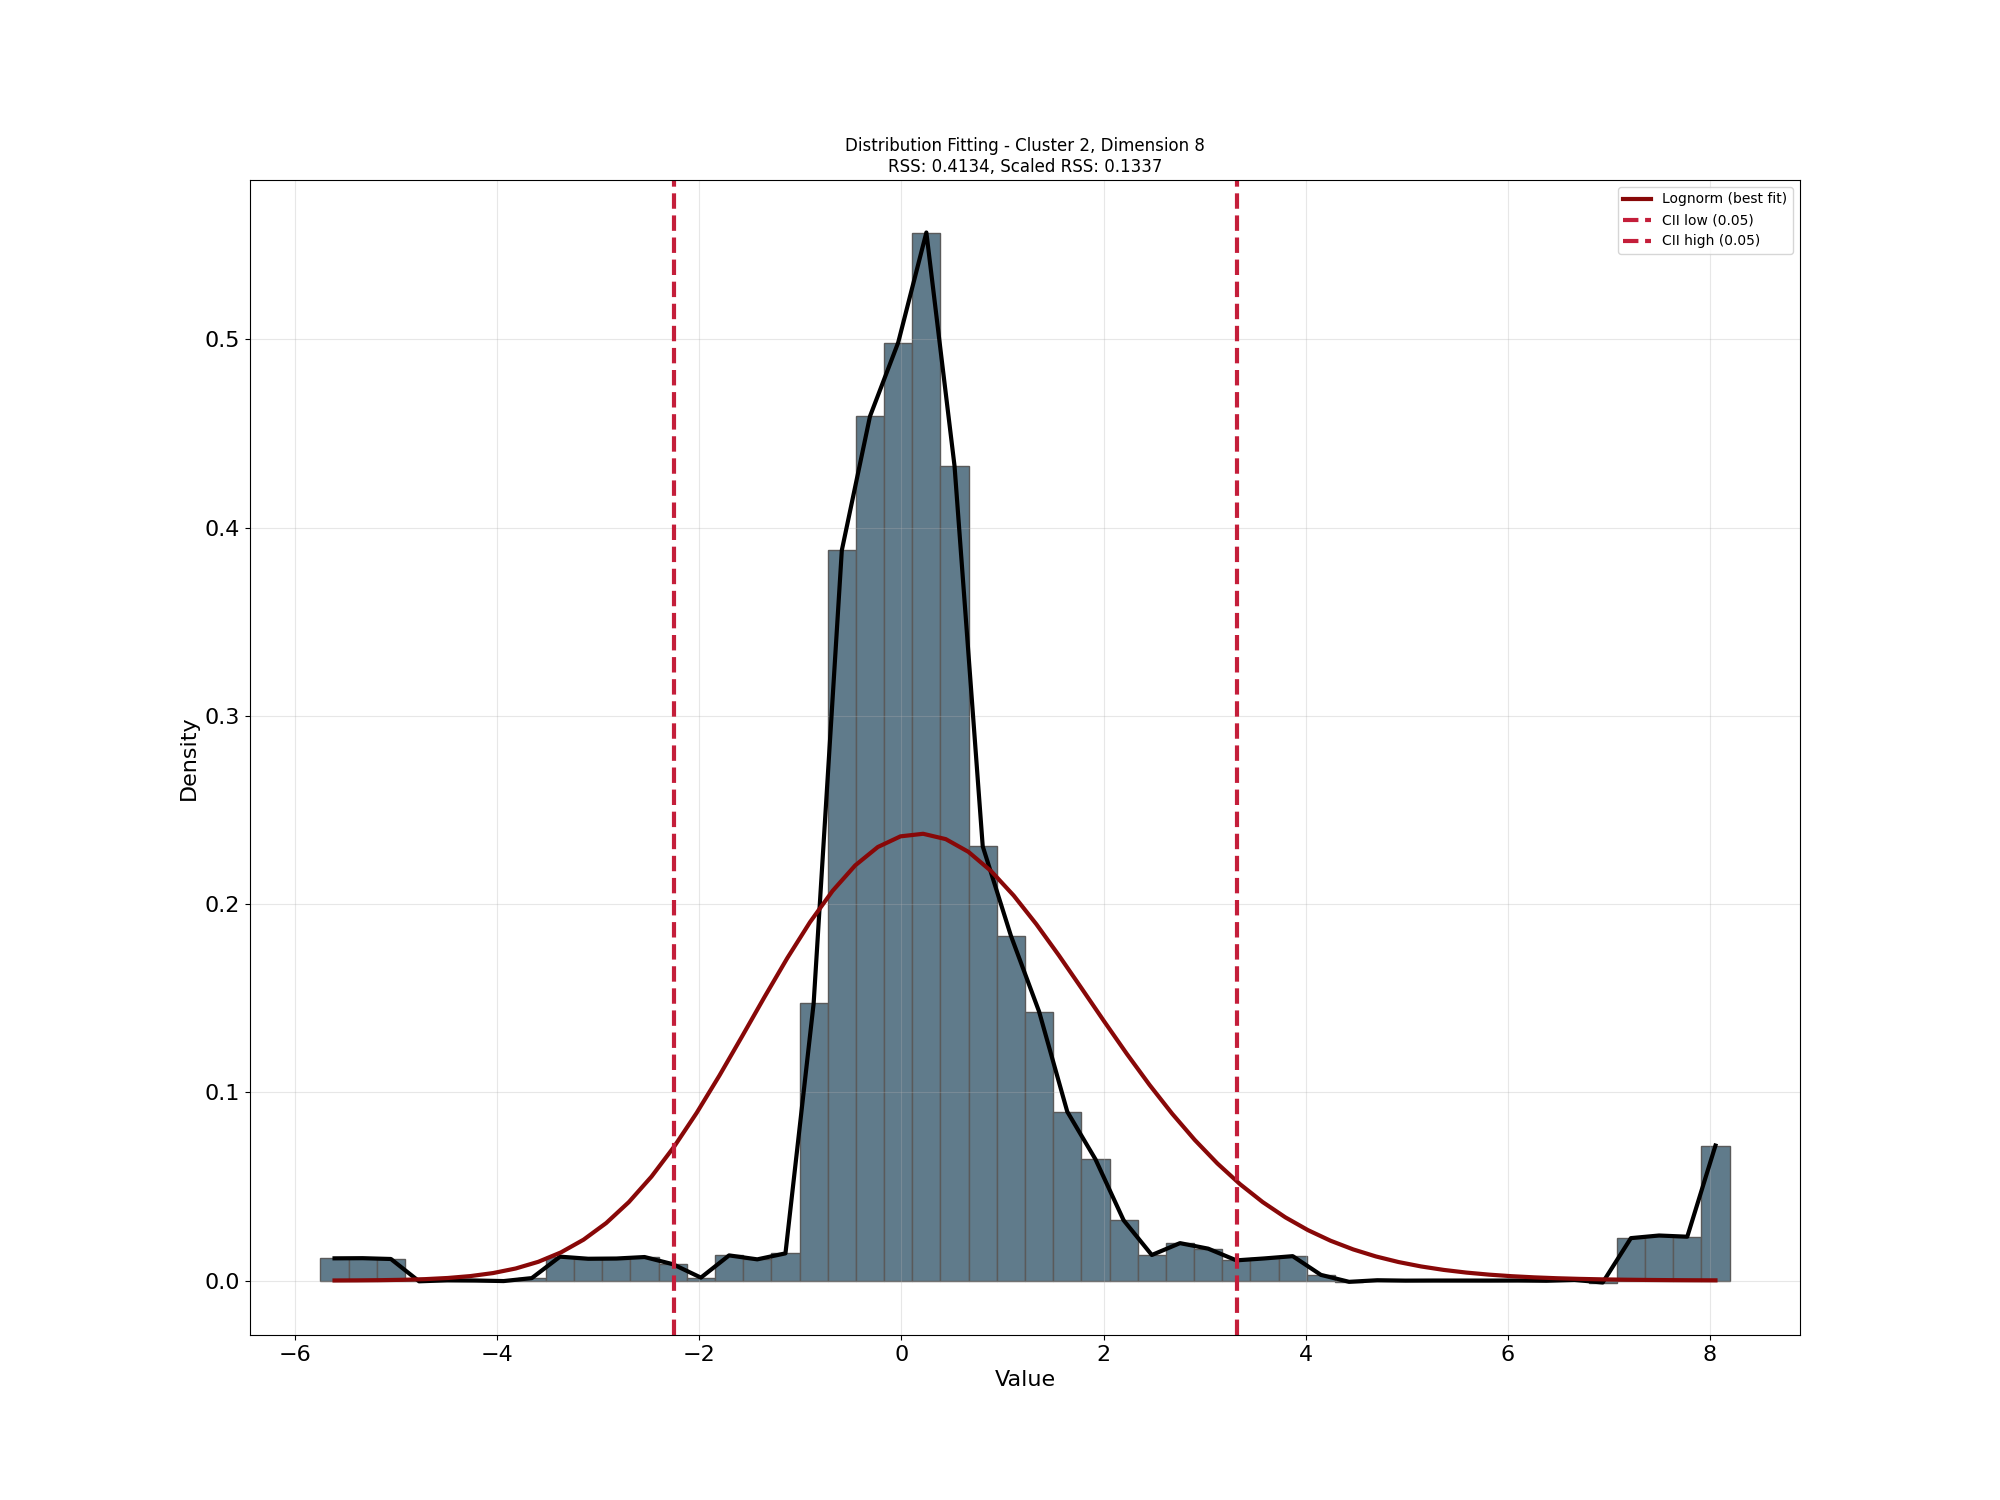 Distribution Fitting - Cluster 2, Dimension 8
RSS: 0.4134, Scaled RSS: 0.1337
Lognorm (best fit)
CII low (0.05)
CII high (0.05)
Density
0.5
0.4
0.3
0.2
0.1
0.0
−6 −4 −2 0 2 4 6 8
Value